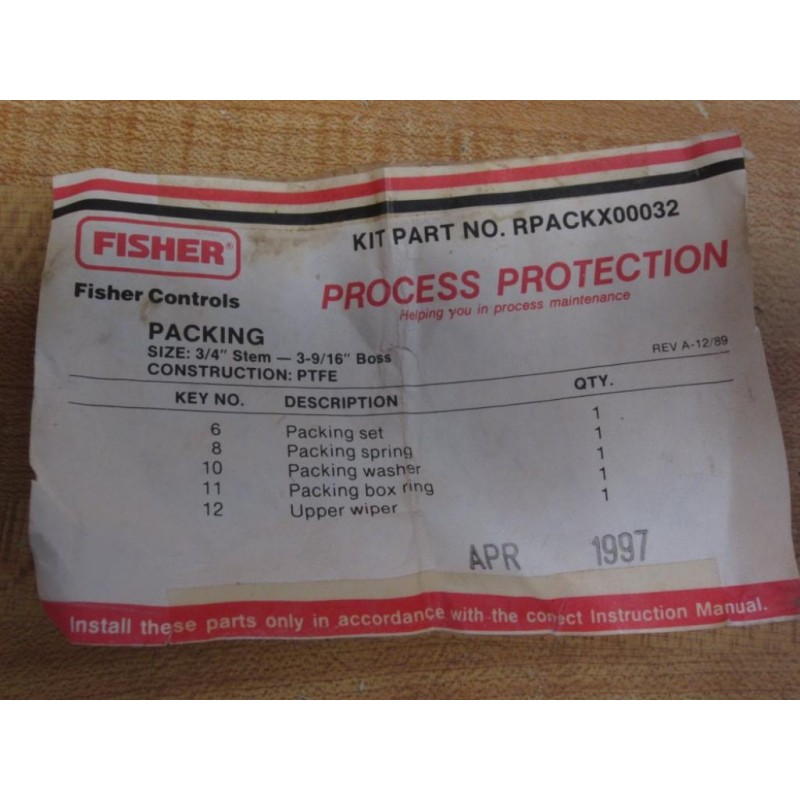 KIT PART NO. RPACKX00032
FISHER®
Fisher Controls
PROCESS PROTECTION
Helping you in process maintenance
PACKING
SIZE: 3/4" Stem — 3-9/16" Boss
CONSTRUCTION: PTFE
REV A-12/89
KEY NO. DESCRIPTION QTY.
6 Packing set 1
8 Packing spring 1
10 Packing washer 1
11 Packing box ring 1
12 Upper wiper 1
APR 1997
Install these parts only in accordance with the correct Instruction Manual.